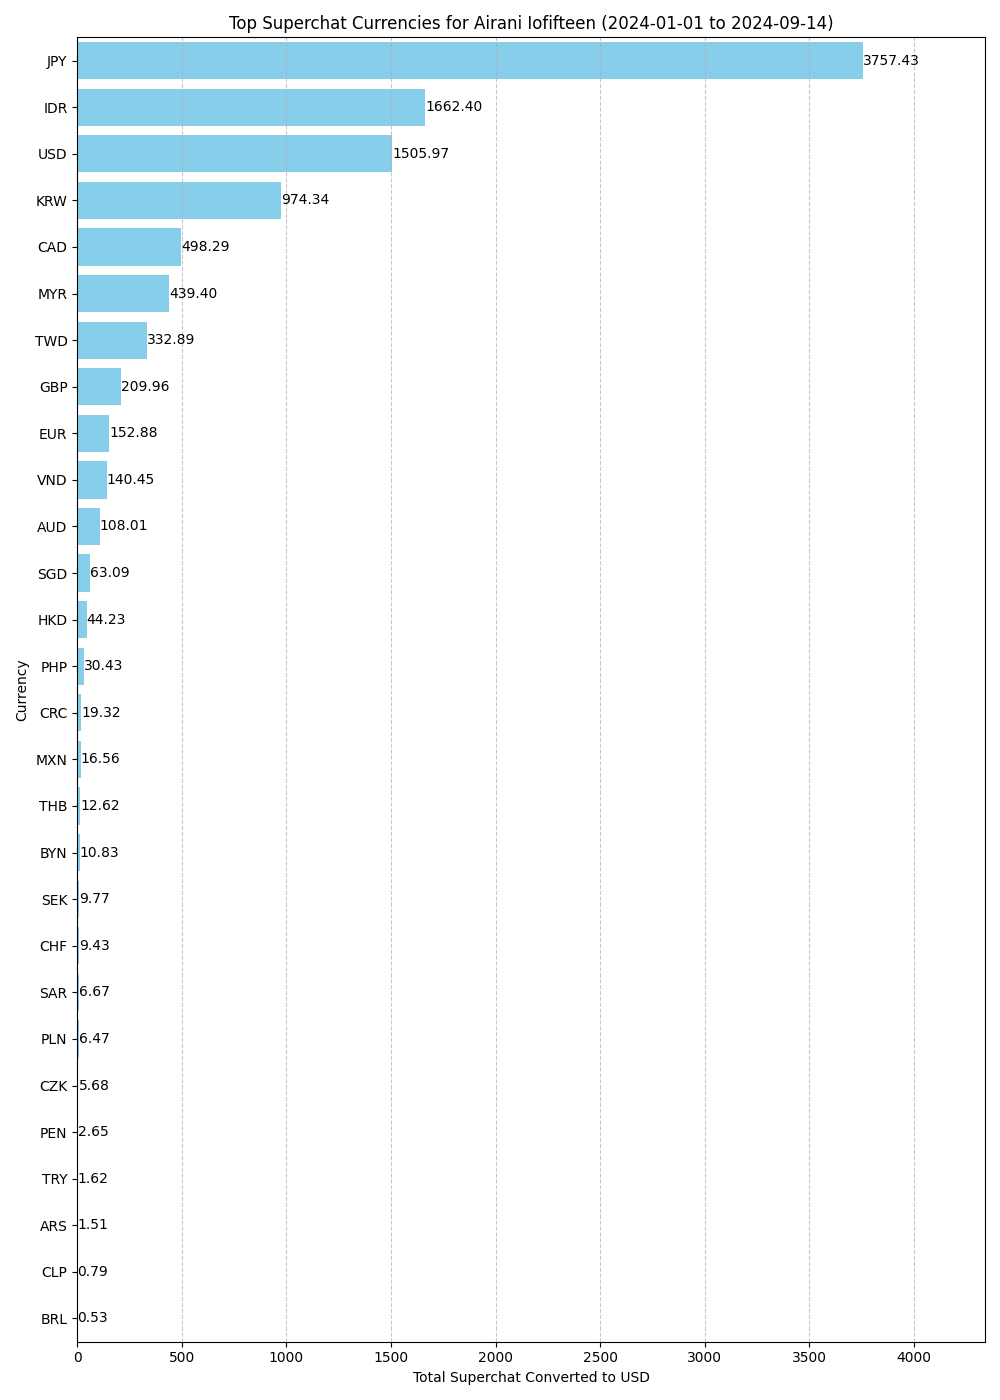 Top Superchat Currencies for Airani Iofifteen (2024-01-01 to 2024-09-14)
JPY 3757.43
IDR 1662.40
USD 1505.97
KRW 974.34
CAD 498.29
MYR 439.40
TWD 332.89
GBP 209.96
EUR 152.88
VND 140.45
AUD 108.01
SGD 63.09
HKD 44.23
PHP 30.43
Currency
CRC 19.32
MXN 16.56
THB 12.62
BYN 10.83
SEK 9.77
CHF 9.43
SAR 6.67
PLN 6.47
CZK 5.68
PEN 2.65
TRY 1.62
ARS 1.51
CLP 0.79
BRL 0.53
0 500 1000 1500 2000 2500 3000 3500 4000
Total Superchat Converted to USD